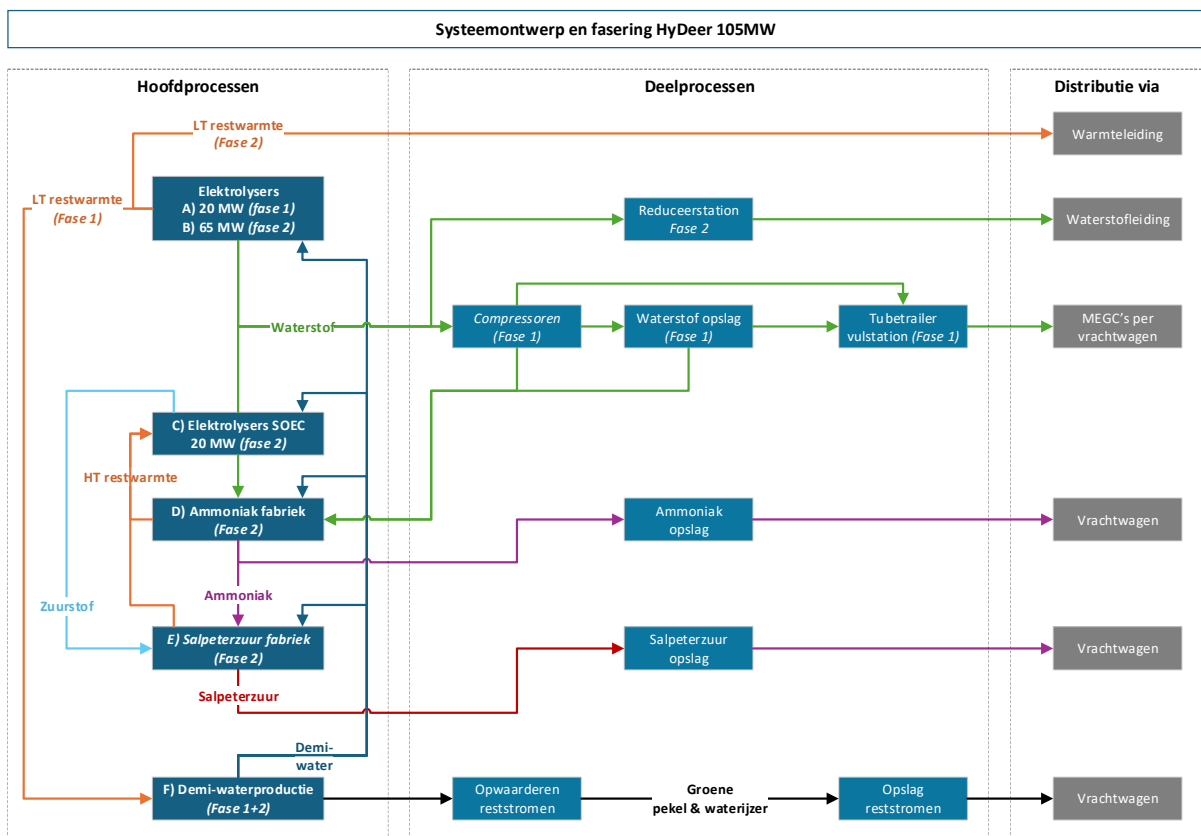 Systeemontwerp en fasering HyDeer 105MW
Hoofdprocessen
Deelprocessen
Distributie via
LT restwarmte
(Fase 2)
Warmteleiding
LT restwarmte
(Fase 1)
Elektrolysers
A) 20 MW (fase 1)
B) 65 MW (fase 2)
Reduceerstation
Fase 2
Waterstofleiding
Waterstof
Compressoren
(Fase 1)
Waterstof opslag
(Fase 1)
Tubetrailer
vulstation (Fase 1)
MEGC's per
vrachtwagen
C) Elektrolysers SOEC
20 MW (fase 2)
HT restwarmte
D) Ammoniak fabriek
(Fase 2)
Ammoniak
opslag
Vrachtwagen
Ammoniak
Zuurstof
E) Salpeterzuur fabriek
(Fase 2)
Salpeterzuur
opslag
Vrachtwagen
Salpeterzuur
Demi-
water
F) Demi-waterproductie
(Fase 1+2)
Opwaarderen
reststromen
Groene
pekel & waterijzer
Opslag
reststromen
Vrachtwagen